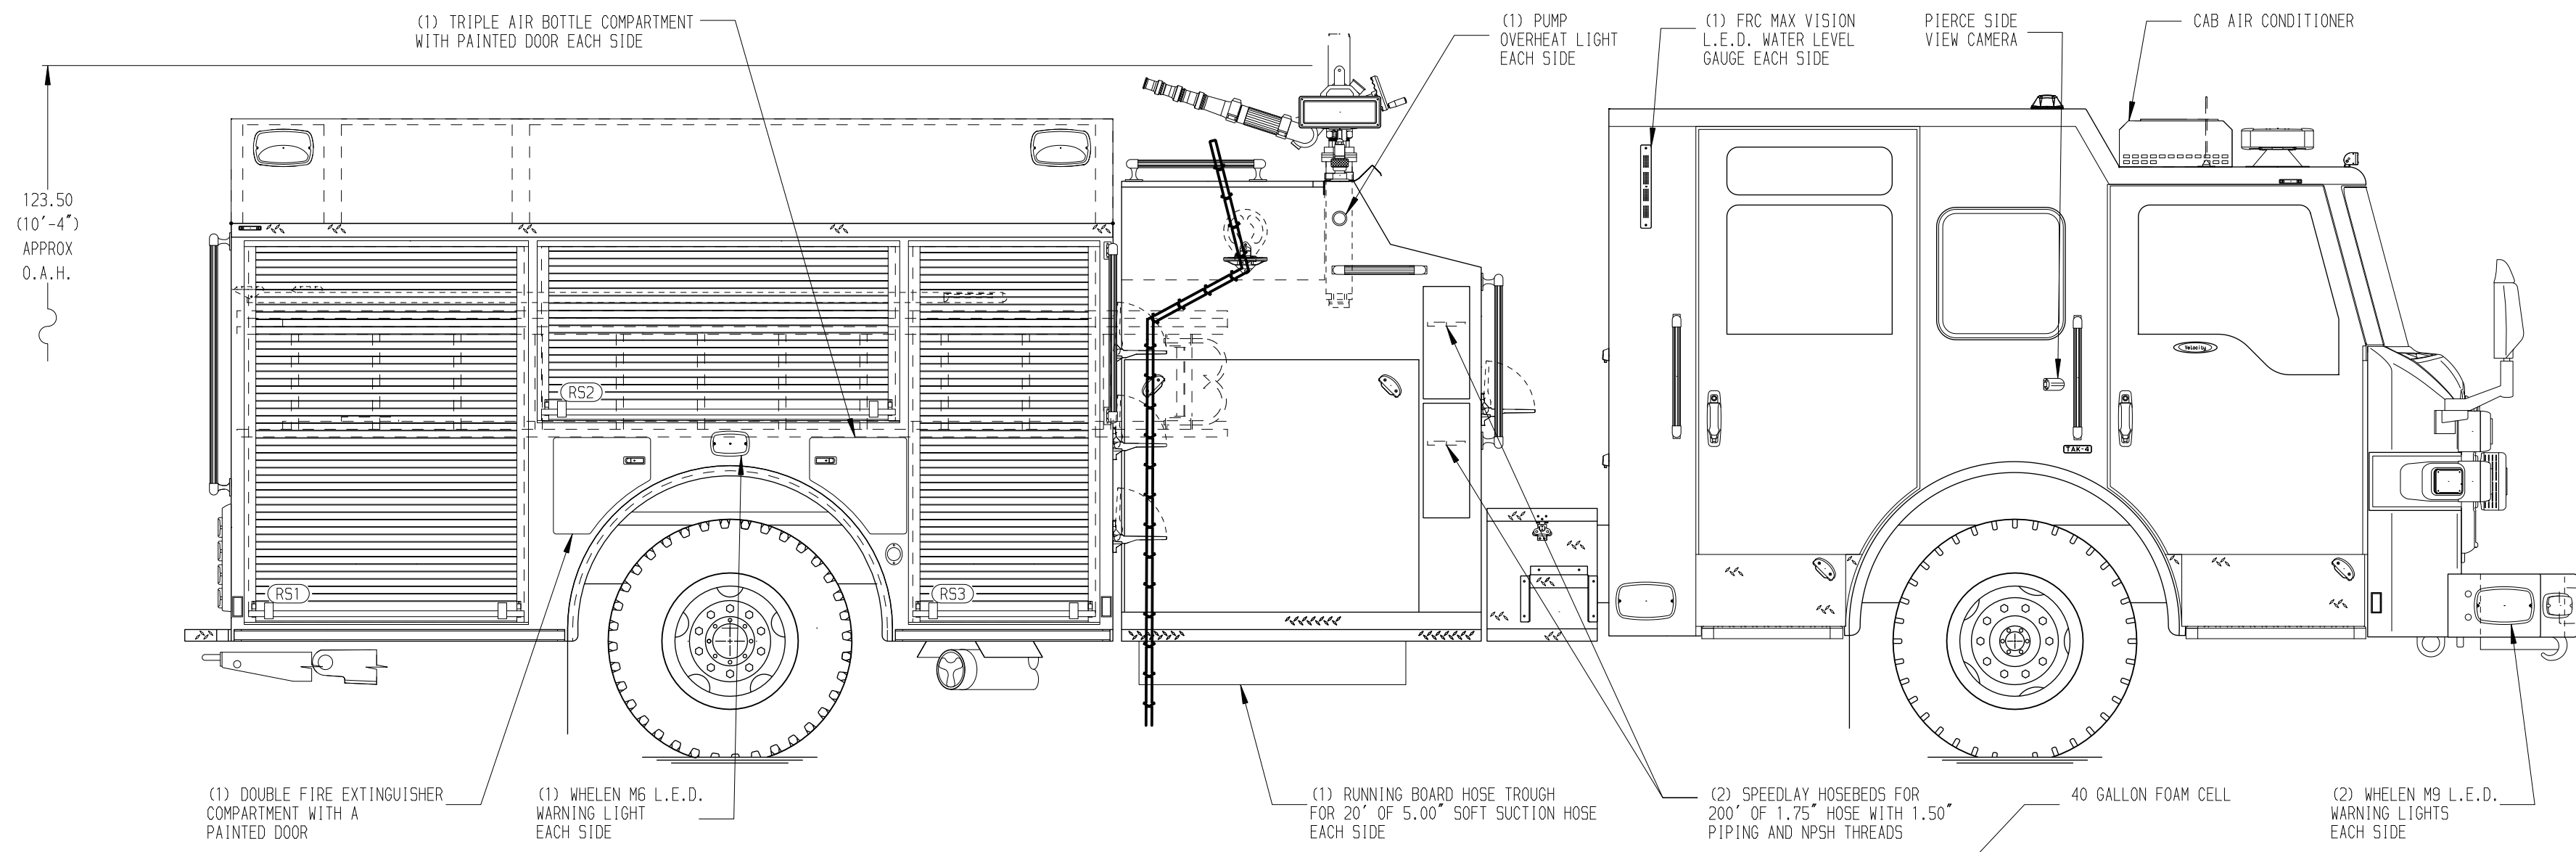 (1) TRIPLE AIR BOTTLE COMPARTMENT
WITH PAINTED DOOR EACH SIDE
(1) PUMP
OVERHEAT LIGHT
EACH SIDE
(1) FRC MAX VISION
L.E.D. WATER LEVEL
GAUGE EACH SIDE
PIERCE SIDE
VIEW CAMERA
CAB AIR CONDITIONER
123.50
(10'-4")
APPROX
O.A.H.
Velocity
RS2
TAK-4
RS1
RS3
(1) DOUBLE FIRE EXTINGUISHER
COMPARTMENT WITH A
PAINTED DOOR
(1) WHELEN M6 L.E.D.
WARNING LIGHT
EACH SIDE
(1) RUNNING BOARD HOSE TROUGH
FOR 20' OF 5.00" SOFT SUCTION HOSE
EACH SIDE
(2) SPEEDLAY HOSEBEDS FOR
200' OF 1.75" HOSE WITH 1.50"
PIPING AND NPSH THREADS
40 GALLON FOAM CELL
(2) WHELEN M9 L.E.D.
WARNING LIGHTS
EACH SIDE